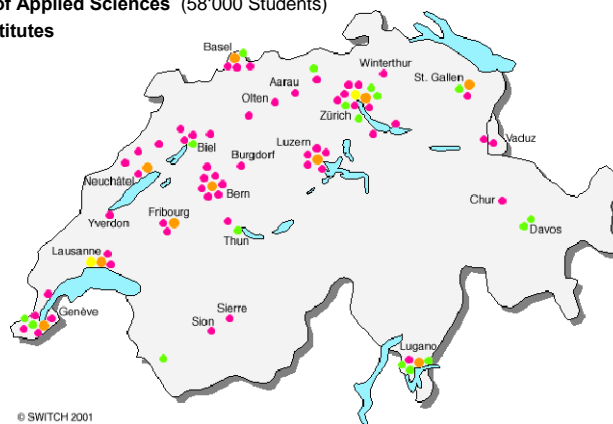 of Applied Sciences (58'000 Students)
titutes
Basel
Winterthur
Aarau
St. Gallen
Olten
Zürich
Biel
Luzern
Vaduz
Burgdorf
Neuchâtel
Bern
Chur
Fribourg
Yverdon
Davos
Thun
Lausanne
Sierre
Genève
Sion
Lugano
© SWITCH 2001